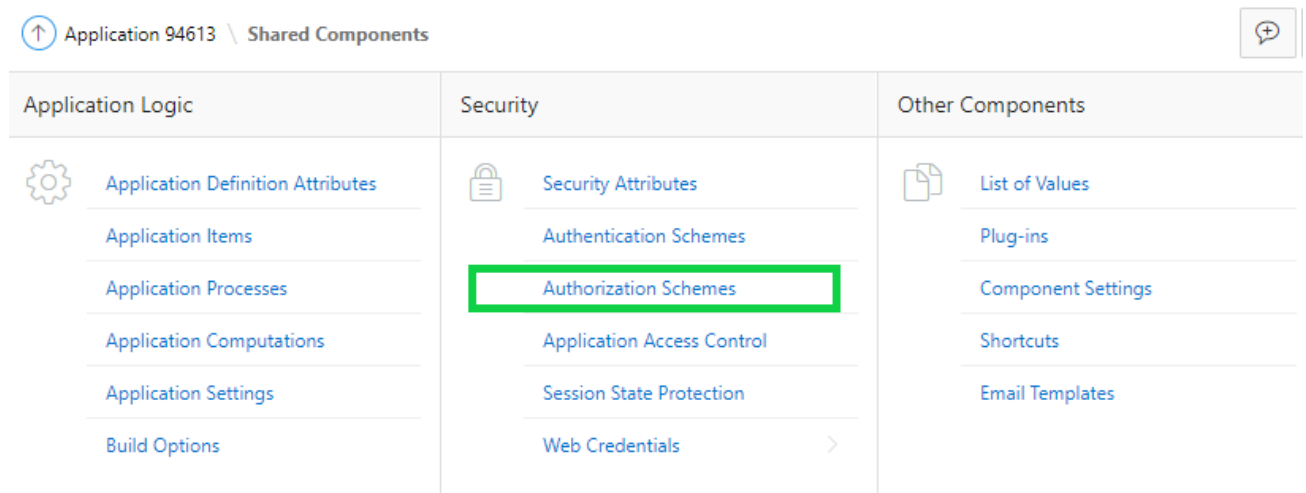 Application 94613 \ Shared Components
Application Logic
Application Definition Attributes
Application Items
Application Processes
Application Computations
Application Settings
Build Options
Security
Security Attributes
Authentication Schemes
Authorization Schemes
Application Access Control
Session State Protection
Web Credentials
Other Components
List of Values
Plug-ins
Component Settings
Shortcuts
Email Templates